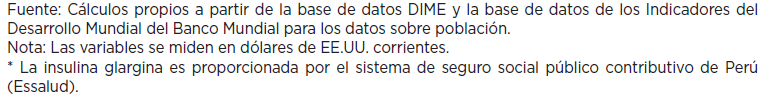 Fuente: Cálculos propios a partir de la base de datos DIME y la base de datos de los Indicadores del
Desarrollo Mundial del Banco Mundial para los datos sobre población.
Nota: Las variables se miden en dólares de EE.UU. corrientes.
* La insulina glargina es proporcionada por el sistema de seguro social público contributivo de Perú
(Essalud).